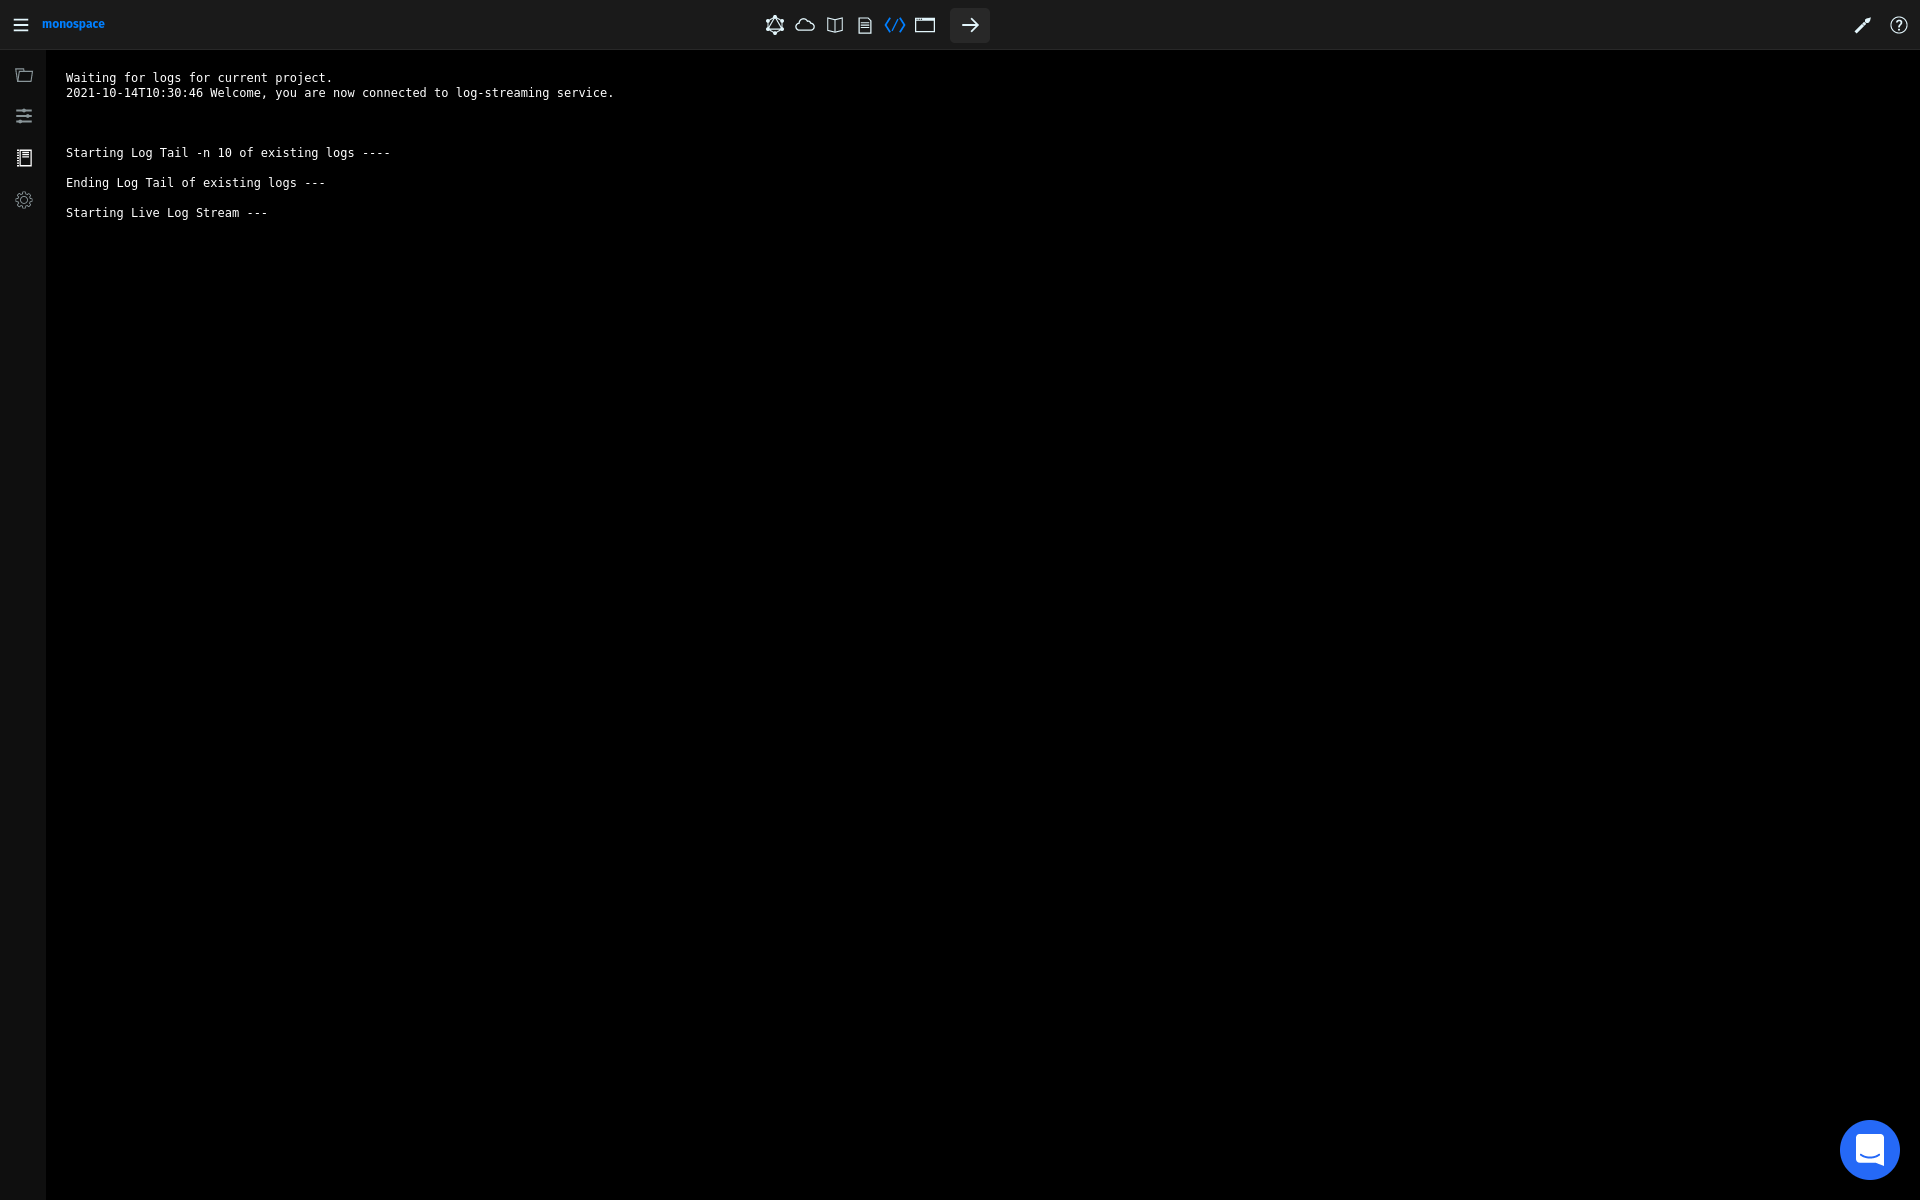 monospace
Waiting for logs for current project.
2021-10-14T10:30:46 Welcome, you are now connected to log-streaming service.
Starting Log Tail -n 10 of existing logs ----
Ending Log Tail of existing logs ---
Starting Live Log Stream ---